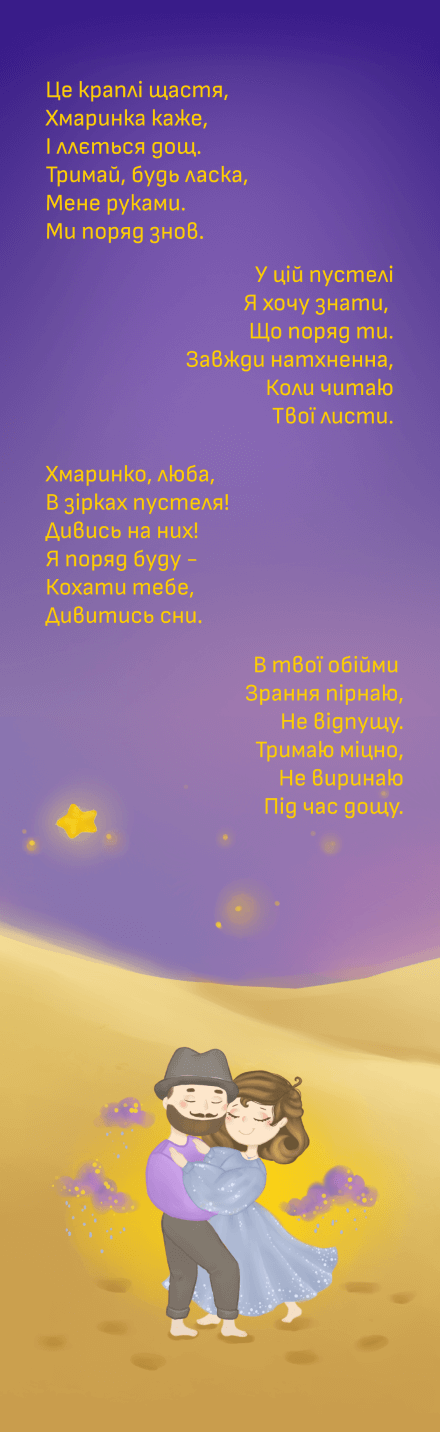 Це краплі щастя,
Хмаринка каже,
І ллється дощ.
Тримай, будь ласка,
Мене руками.
Ми поряд знов.
У цій пустелі
Я хочу знати,
Що поряд ти.
Завжди натхненна,
Коли читаю
Твої листи.
Хмаринко, люба,
В зірках пустеля!
Дивись на них!
Я поряд буду -
Кохати тебе,
Дивитись сни.
В твої обійми
Зрання пірнаю,
Не відпущу.
Тримаю міцно,
Не виринаю
Під час дощу.